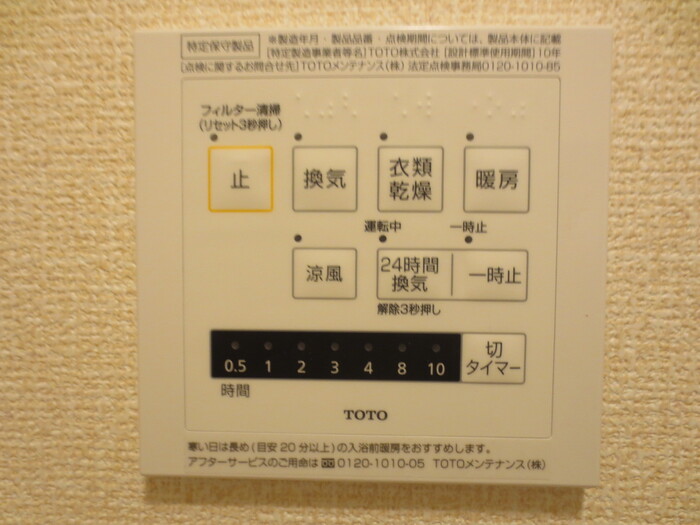 特定保守製品
※製造年月・製品品番・点検期間については、製品本体に記載
[特定製造事業者等名]TOTO株式会社 [設計標準使用期間]10年
[点検に関するお問合せ先]TOTOメンテナンス(株) 法定点検事務局0120-1010-85
フィルター清掃
(リセット3秒押し)
止
換気
衣類
乾燥
暖房
運転中
一時止
涼風
24時間
換気
一時止
解除3秒押し
0.5 1 2 3 4 8 10
時間
切
タイマー
TOTO
寒い日は長め(目安20分以上)の入浴前暖房をおすすめします。
アフターサービスのご用命は 0120-1010-05 TOTOメンテナンス(株)